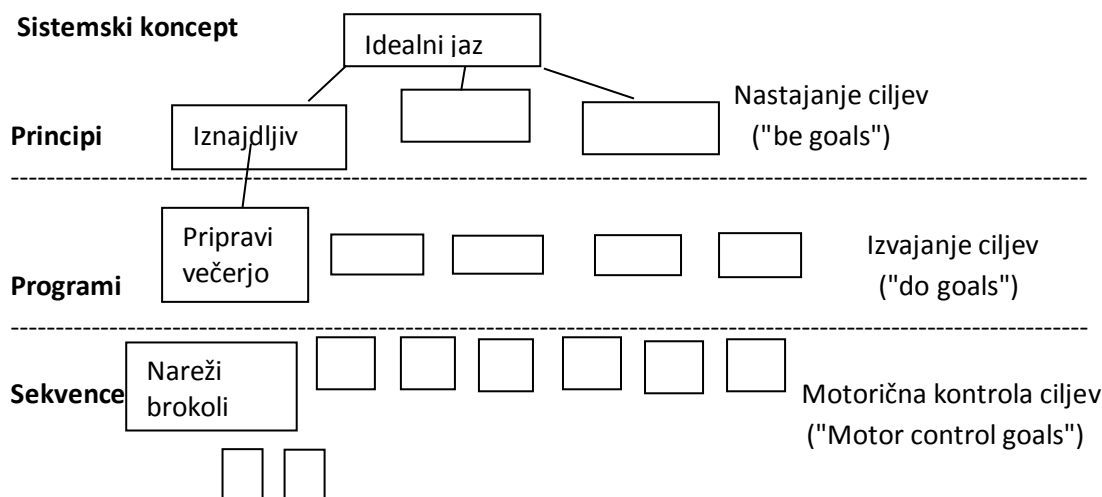 Sistemski koncept
Idealni jaz
Principi
Iznajdljiv
Nastajanje ciljev
("be goals")
Programi
Pripravi
večerjo
Izvajanje ciljev
("do goals")
Sekvence
Nareži
brokoli
Motorična kontrola ciljev
("Motor control goals")